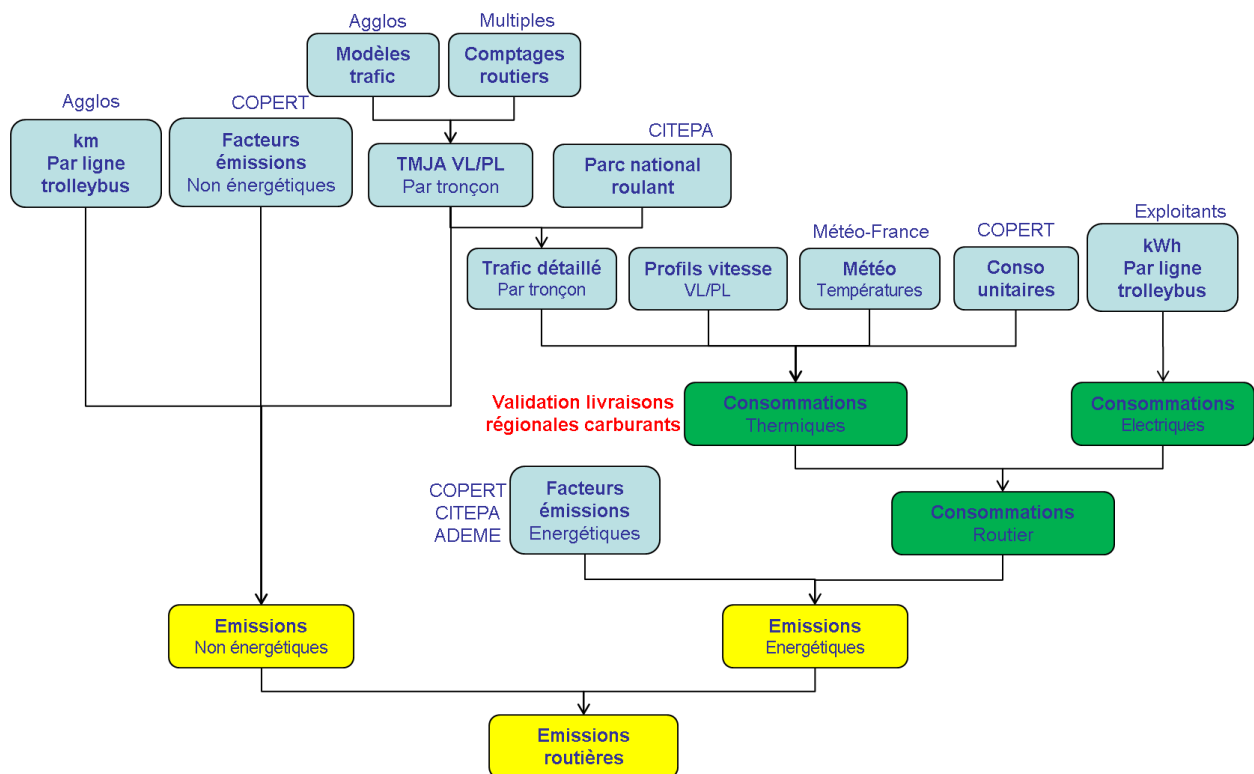 Agglos
Multiples
Modèles
trafic
Comptages
routiers
Agglos
COPERT
CITEPA
km
Par ligne
trolleybus
Facteurs
émissions
Non énergétiques
TMJA VL/PL
Par tronçon
Parc national
roulant
Exploitants
Météo-France
COPERT
Trafic détaillé
Par tronçon
Profils vitesse
VL/PL
Météo
Températures
Conso
unitaires
kWh
Par ligne
trolleybus
Validation livraisons
régionales carburants
Consommations
Thermiques
Consommations
Electriques
COPERT
CITEPA
ADEME
Facteurs
émissions
Energétiques
Consommations
Routier
Emissions
Non énergétiques
Emissions
Energétiques
Emissions
routières